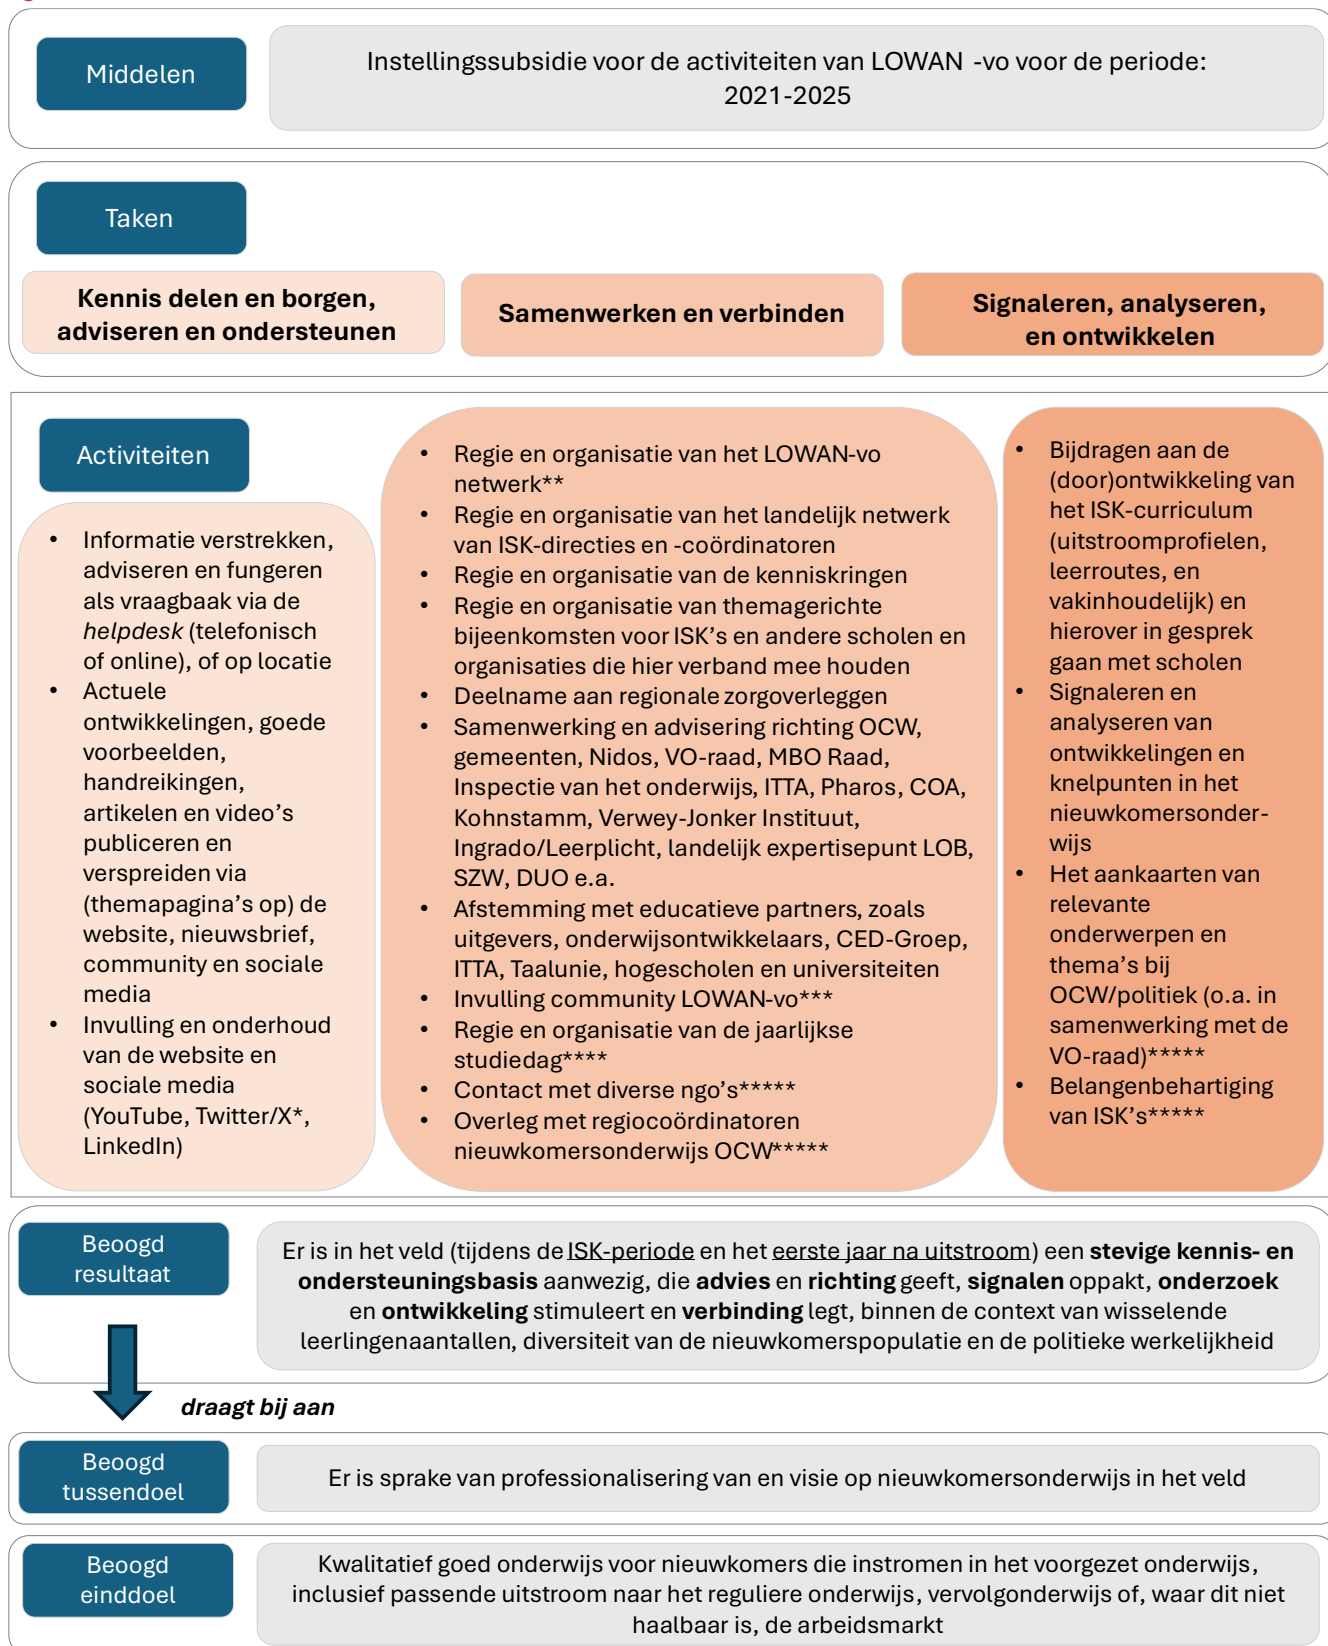 Middelen
Instellingssubsidie voor de activiteiten van LOWAN -vo voor de periode:
2021-2025
Taken
Kennis delen en borgen,
adviseren en ondersteunen
Samenwerken en verbinden
Signaleren, analyseren,
en ontwikkelen
Activiteiten
• Informatie verstrekken,
adviseren en fungeren
als vraagbaak via de
helpdesk (telefonisch
of online), of op locatie
• Actuele
ontwikkelingen, goede
voorbeelden,
handreikingen,
artikelen en video’s
publiceren en
verspreiden via
(themapagina’s op) de
website, nieuwsbrief,
community en sociale
media
• Invulling en onderhoud
van de website en
sociale media
(YouTube, Twitter/X*,
LinkedIn)
• Regie en organisatie van het LOWAN-vo
netwerk**
• Regie en organisatie van het landelijk netwerk
van ISK-directies en -coördinatoren
• Regie en organisatie van de kenniskringen
• Regie en organisatie van themagerichte
bijeenkomsten voor ISK’s en andere scholen en
organisaties die hier verband mee houden
• Deelname aan regionale zorgoverleggen
• Samenwerking en advisering richting OCW,
gemeenten, Nidos, VO-raad, MBO Raad,
Inspectie van het onderwijs, ITTA, Pharos, COA,
Kohnstamm, Verwey-Jonker Instituut,
Ingrado/Leerplicht, landelijk expertisepunt LOB,
SZW, DUO e.a.
• Afstemming met educatieve partners, zoals
uitgevers, onderwijsontwikkelaars, CED-Groep,
ITTA, Taalunie, hogescholen en universiteiten
• Invulling community LOWAN-vo***
• Regie en organisatie van de jaarlijkse
studiedag****
• Contact met diverse ngo’s*****
• Overleg met regiocoördinatoren
nieuwkomersonderwijs OCW*****
• Bijdragen aan de
(door)ontwikkeling van
het ISK-curriculum
(uitstroomprofielen,
leerroutes, en
vakinhoudelijk) en
hierover in gesprek
gaan met scholen
• Signaleren en
analyseren van
ontwikkelingen en
knelpunten in het
nieuwkomersonder-
wijs
• Het aankaarten van
relevante
onderwerpen en
thema’s bij
OCW/politiek (o.a. in
samenwerking met de
VO-raad)*****
• Belangenbehartiging
van ISK’s*****
Beoogd
resultaat
Er is in het veld (tijdens de ISK-periode en het eerste jaar na uitstroom) een stevige kennis- en
ondersteuningsbasis aanwezig, die advies en richting geeft, signalen oppakt, onderzoek
en ontwikkeling stimuleert en verbinding legt, binnen de context van wisselende
leerlingenaantallen, diversiteit van de nieuwkomerspopulatie en de politieke werkelijkheid
draagt bij aan
Beoogd
tussendoel
Er is sprake van professionalisering van en visie op nieuwkomersonderwijs in het veld
Beoogd
einddoel
Kwalitatief goed onderwijs voor nieuwkomers die instromen in het voorgezet onderwijs,
inclusief passende uitstroom naar het reguliere onderwijs, vervolgonderwijs of, waar dit niet
haalbaar is, de arbeidsmarkt